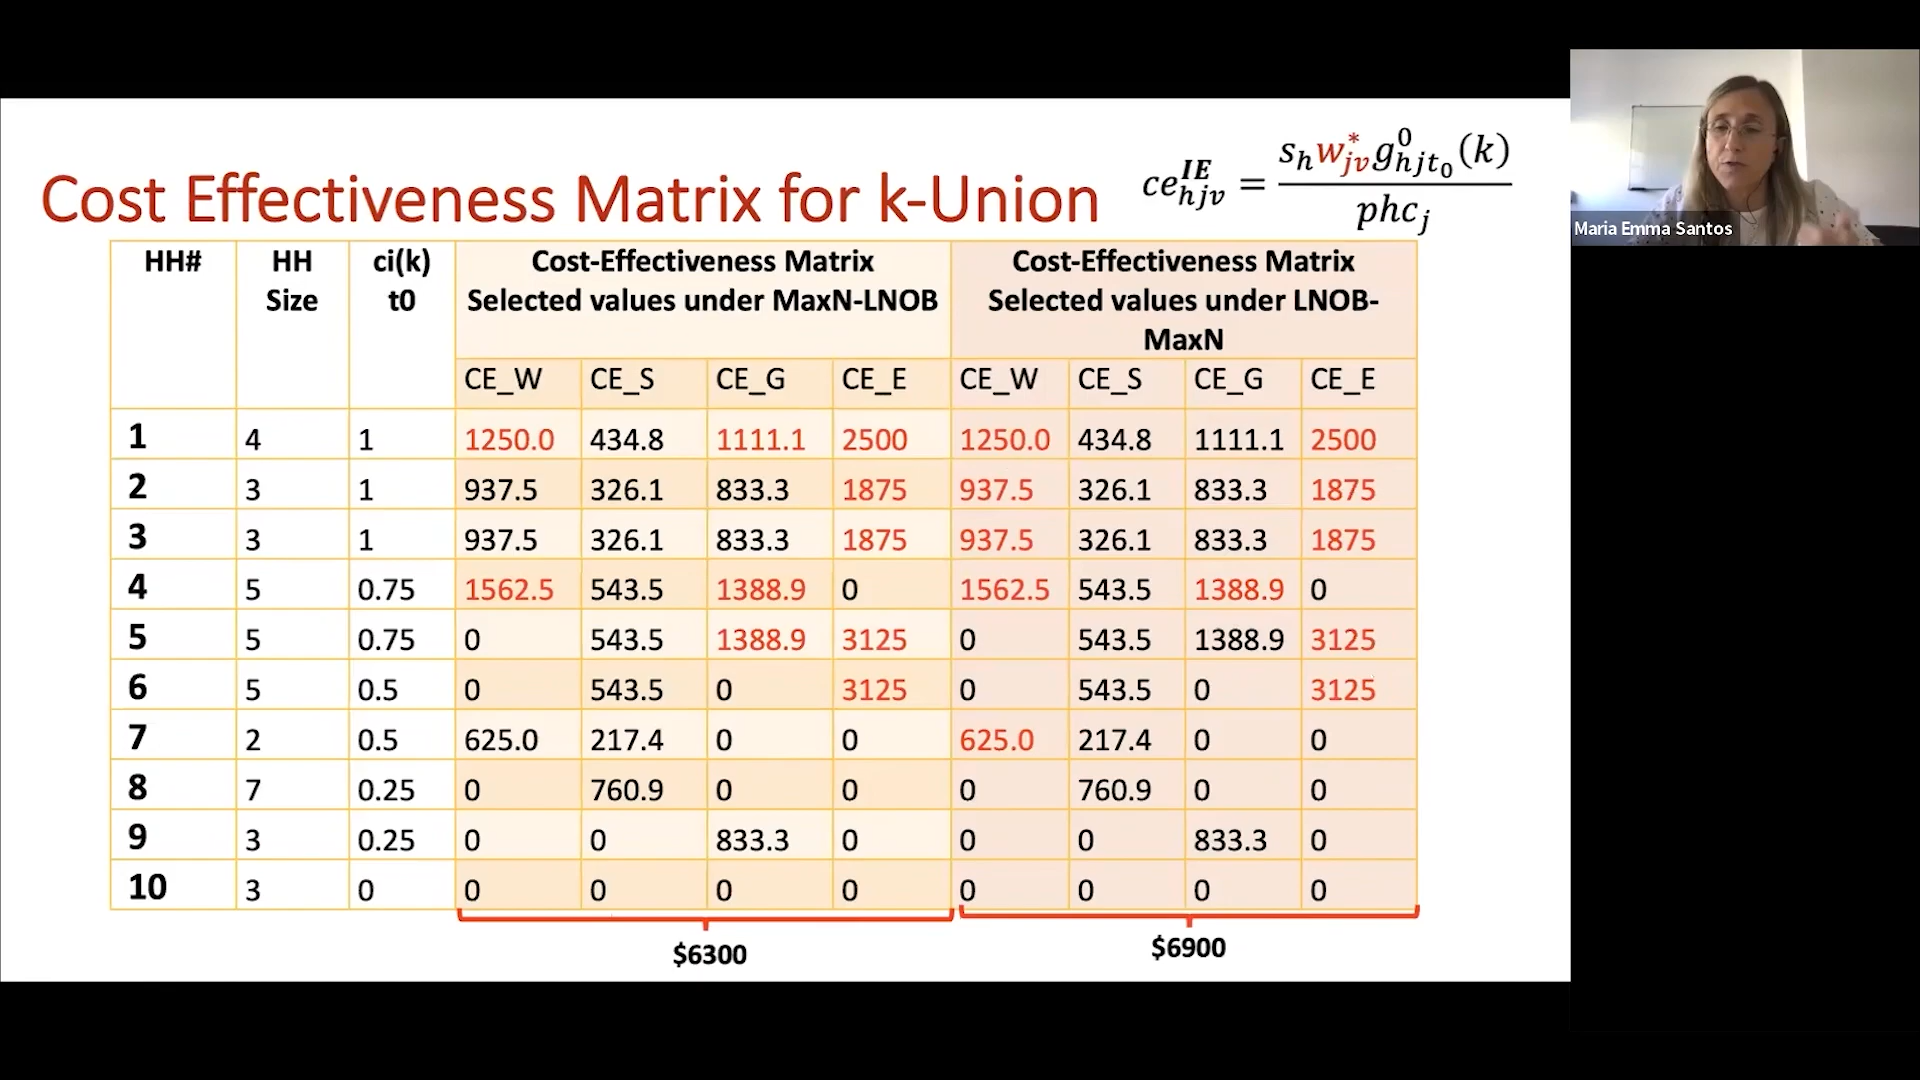 Cost Effectiveness Matrix for k-Union
ce^{IE}_{hjv} = \frac{s_h w^*_{jv} g^0_{hjt_0}(k)}{phc_j}
Maria Emma Santos
HH# HH Size ci(k) t0 Cost-Effectiveness Matrix Selected values under MaxN-LNOB Cost-Effectiveness Matrix Selected values under LNOB-MaxN
CE_W CE_S CE_G CE_E CE_W CE_S CE_G CE_E
1 4 1 1250.0 434.8 1111.1 2500 1250.0 434.8 1111.1 2500
2 3 1 937.5 326.1 833.3 1875 937.5 326.1 833.3 1875
3 3 1 937.5 326.1 833.3 1875 937.5 326.1 833.3 1875
4 5 0.75 1562.5 543.5 1388.9 0 1562.5 543.5 1388.9 0
5 5 0.75 0 543.5 1388.9 3125 0 543.5 1388.9 3125
6 5 0.5 0 543.5 0 3125 0 543.5 0 3125
7 2 0.5 625.0 217.4 0 0 625.0 217.4 0 0
8 7 0.25 0 760.9 0 0 0 760.9 0 0
9 3 0.25 0 0 833.3 0 0 0 833.3 0
10 3 0 0 0 0 0 0 0 0 0
$6300 $6900